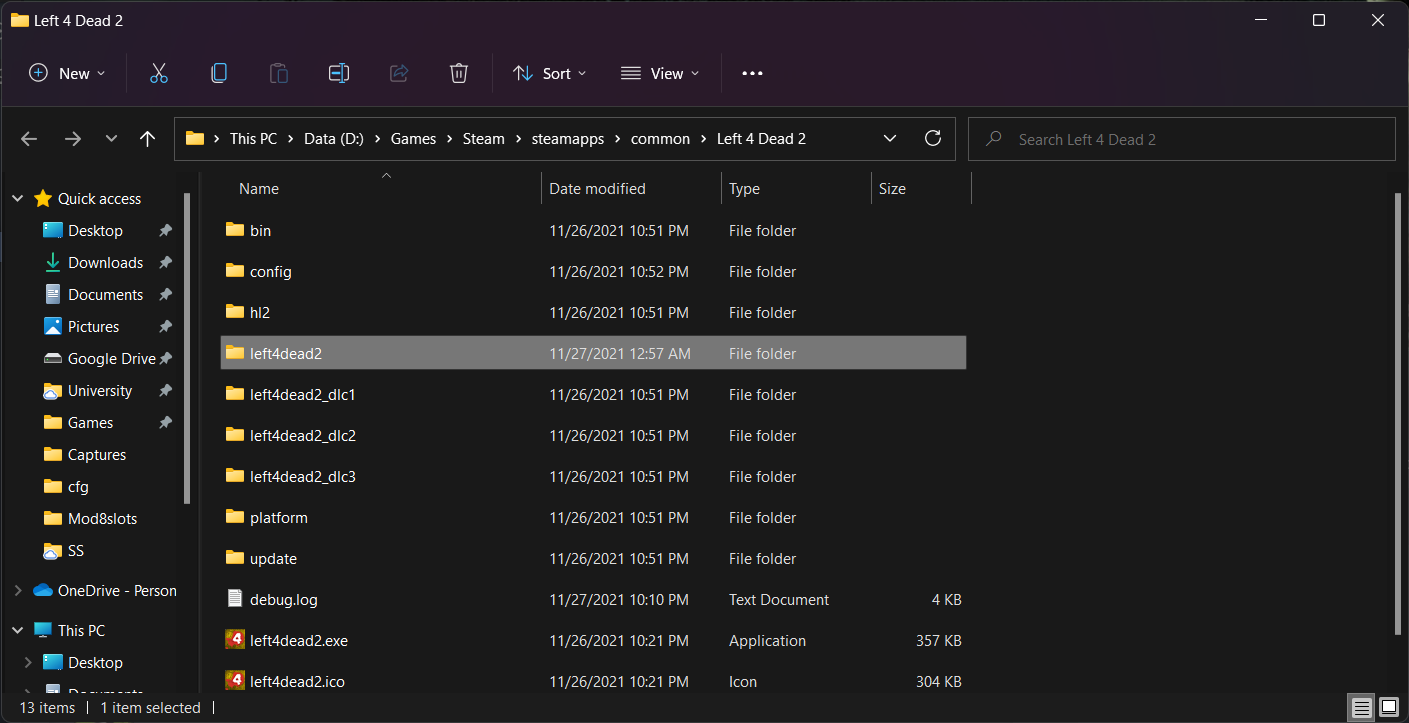 Left 4 Dead 2
New
Sort
View
This PC > Data (D:) > Games > Steam > steamapps > common > Left 4 Dead 2
Search Left 4 Dead 2
Name Date modified Type Size
bin 11/26/2021 10:51 PM File folder
config 11/26/2021 10:52 PM File folder
hl2 11/26/2021 10:51 PM File folder
left4dead2 11/27/2021 12:57 AM File folder
left4dead2_dlc1 11/26/2021 10:51 PM File folder
left4dead2_dlc2 11/26/2021 10:51 PM File folder
left4dead2_dlc3 11/26/2021 10:51 PM File folder
platform 11/26/2021 10:51 PM File folder
update 11/26/2021 10:51 PM File folder
debug.log 11/27/2021 10:10 PM Text Document 4 KB
left4dead2.exe 11/26/2021 10:21 PM Application 357 KB
left4dead2.ico 11/26/2021 10:21 PM Icon 304 KB
Quick access
Desktop
Downloads
Documents
Pictures
Google Drive
University
Games
Captures
cfg
Mod8slots
SS
OneDrive - Person
This PC
Desktop
Documents
13 items | 1 item selected |